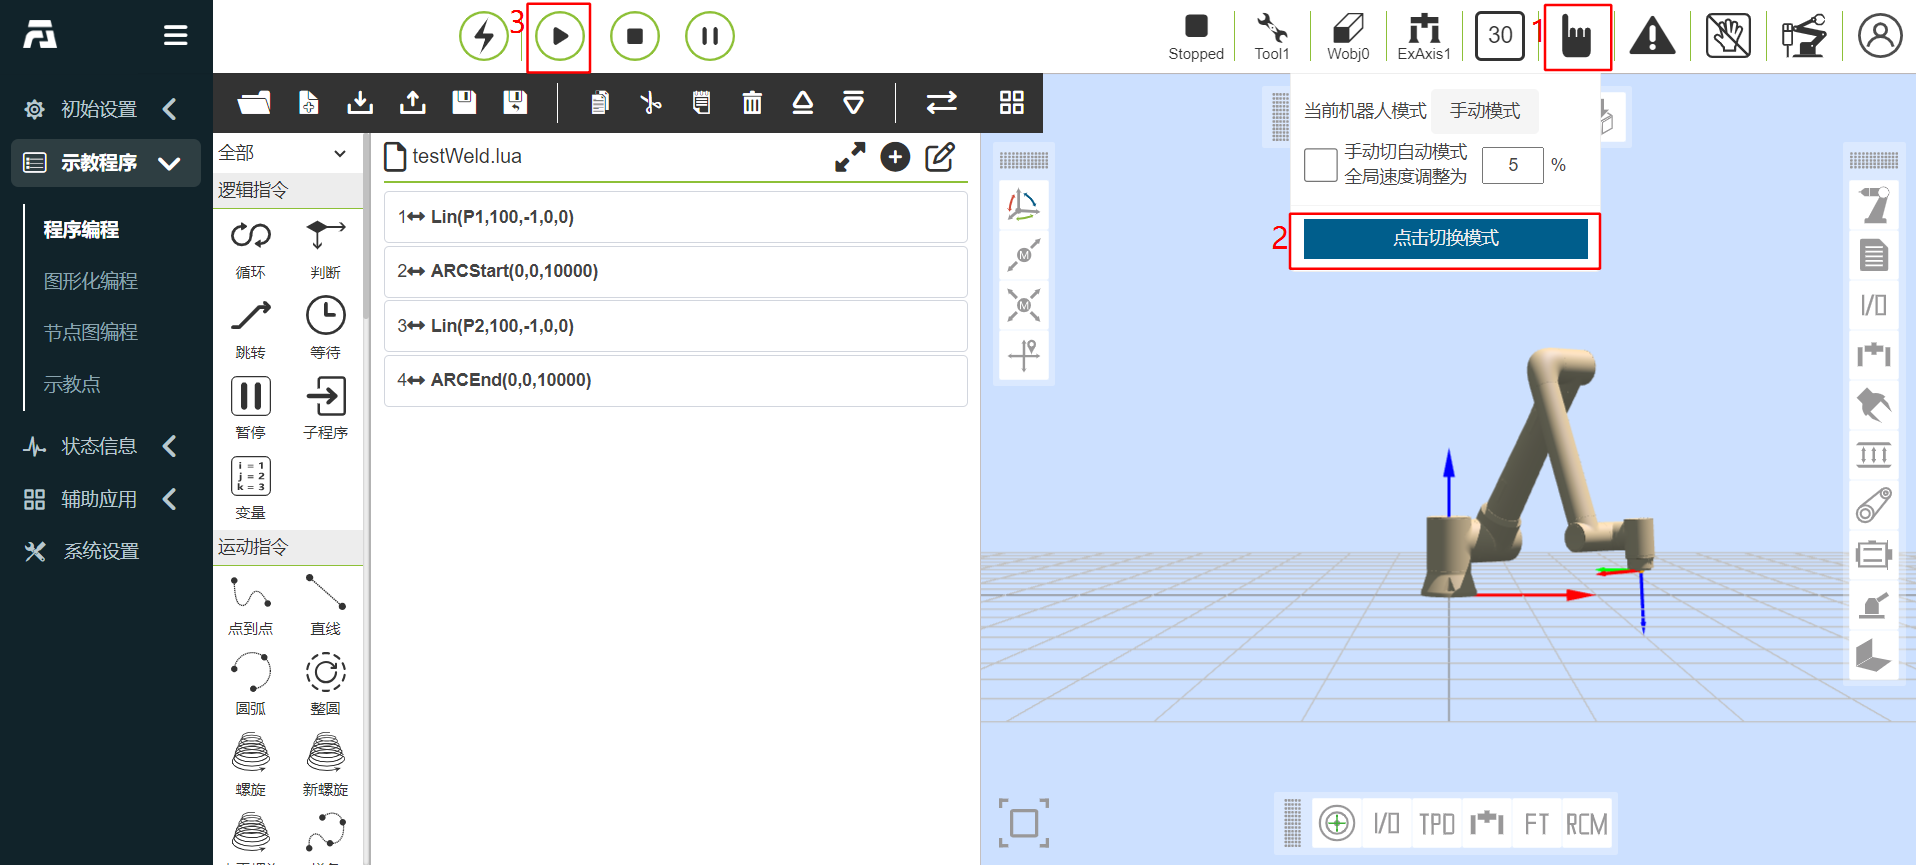 3
Stopped
Tool1
Wobj0
ExAxis1
30
1
初始设置
示教程序
程序编程
图形化编程
节点图编程
示教点
状态信息
辅助应用
系统设置
全部
逻辑指令
循环
判断
跳转
等待
暂停
子程序
i = 1
j = 2
k = 3
变量
运动指令
点到点
直线
圆弧
整圆
螺旋
新螺旋
testWeld.lua
1 Lin(P1,100,-1,0,0)
2 ARCStart(0,0,10000)
3 Lin(P2,100,-1,0,0)
4 ARCEnd(0,0,10000)
当前机器人模式 手动模式
手动切自动模式
全局速度调整为 5 %
2 点击切换模式
M
M
I/O
I/O TPD FT RCM